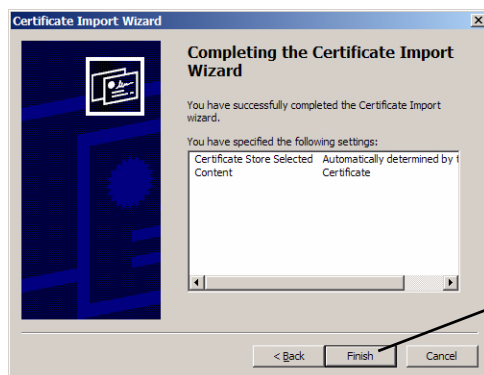 Certificate Import Wizard
Completing the Certificate Import
Wizard
You have successfully completed the Certificate Import
wizard.
You have specified the following settings:
Certificate Store Selected Automatically determined by t
Content Certificate
< Back Finish Cancel